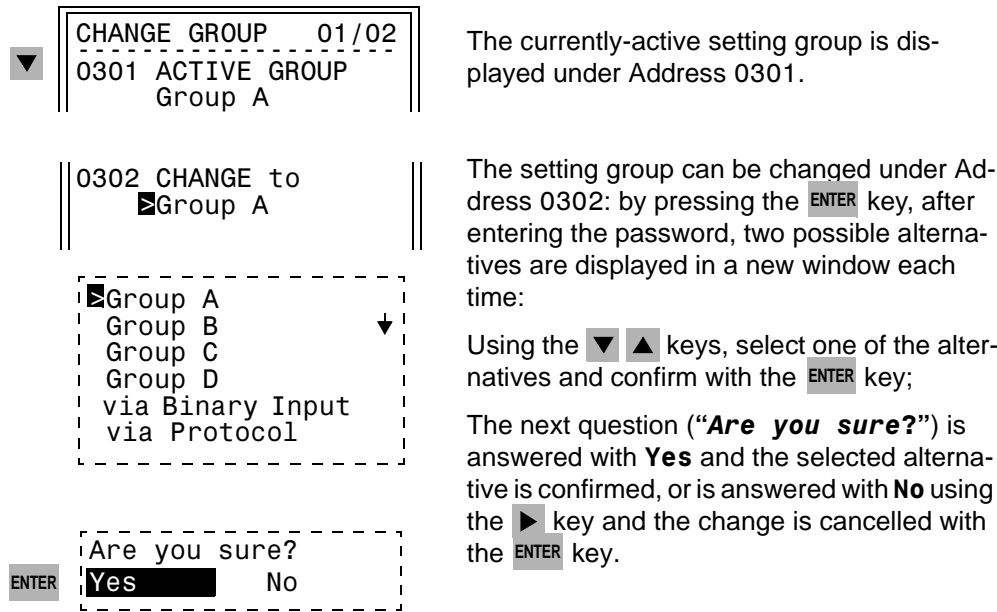 CHANGE GROUP 01/02
0301 ACTIVE GROUP
Group A
The currently-active setting group is dis-
played under Address 0301.
0302 CHANGE to
>Group A
The setting group can be changed under Ad-
dress 0302: by pressing the ENTER key, after
entering the password, two possible alterna-
tives are displayed in a new window each
time:
>Group A
Group B
Group C
Group D
via Binary Input
via Protocol
Using the ▼ ▲ keys, select one of the alter-
natives and confirm with the ENTER key;
The next question (“Are you sure?”) is
answered with Yes and the selected alterna-
tive is confirmed, or is answered with No using
the ▶ key and the change is cancelled with
the ENTER key.
Are you sure?
ENTER Yes No